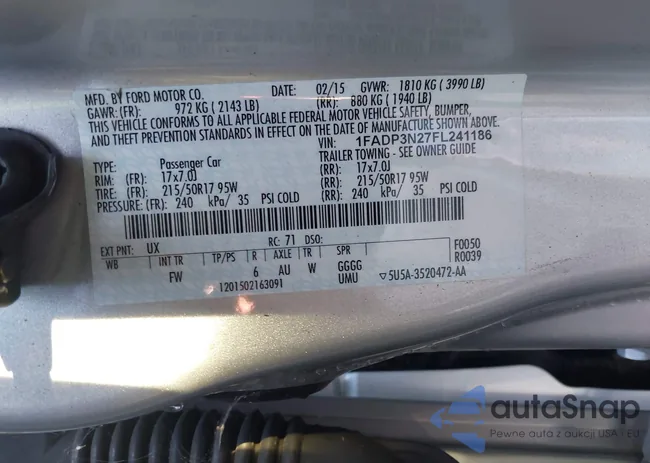 MFD. BY FORD MOTOR CO.
DATE: 02/15 GVWR: 1810 KG ( 3990 LB)
GAWR: (FR): 972 KG ( 2143 LB) (RR): 880 KG ( 1940 LB)
THIS VEHICLE CONFORMS TO ALL APPLICABLE FEDERAL MOTOR VEHICLE SAFETY, BUMPER,
AND THEFT PREVENTION STANDARDS IN EFFECT ON THE DATE OF MANUFACTURE SHOWN ABOVE.
VIN: 1FADP3N27FL241186
TYPE: Passenger Car TRAILER TOWING - SEE OWNER GUIDE
RIM: (FR): 17x7.0J (RR): 17x7.0J
TIRE: (FR): 215/50R17 95W (RR): 215/50R17 95W
PRESSURE: (FR): 240 kPa/ 35 PSI COLD (RR): 240 kPa/ 35 PSI COLD
EXT PNT: UX RC: 71 DSO: F0050
WB INT TR TP/PS R AXLE TR SPR R0039
FW 6 AU W GGGG
UMU ▽5U5A-3520472-AA
1201502163091
autaSnap
Pewne auta z aukcji USA - EU